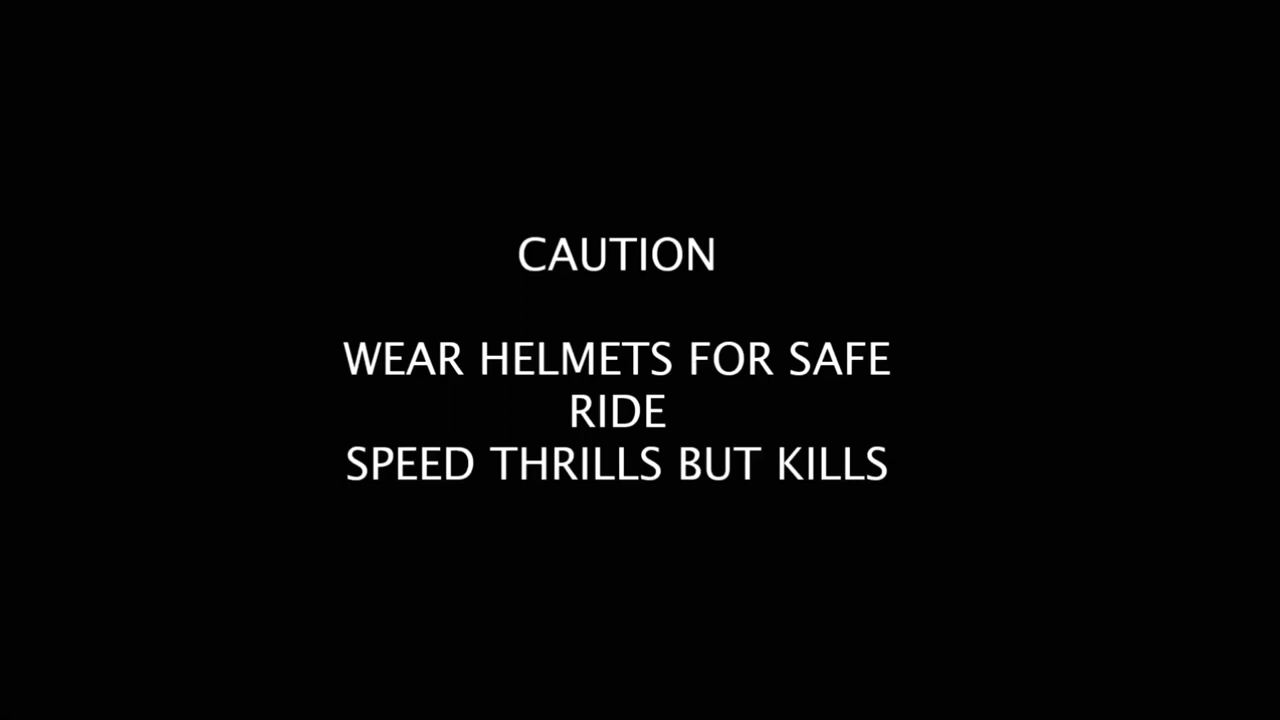 CAUTION
WEAR HELMETS FOR SAFE
RIDE
SPEED THRILLS BUT KILLS